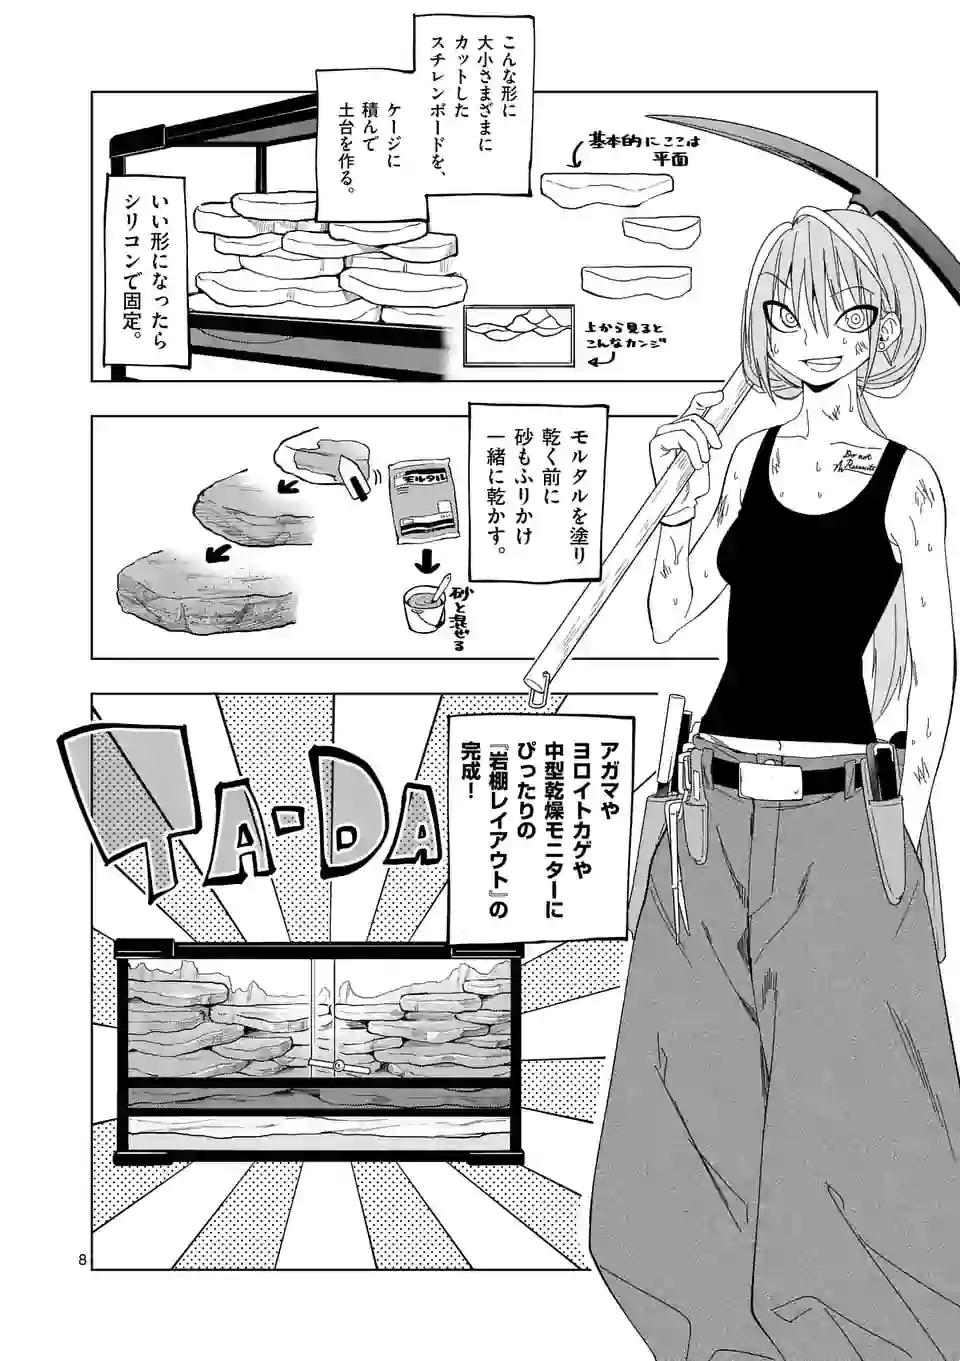 こんな形に
大小さまざまに
カットした
スチレンボードを、
ケージに
積んで
土台を作る。
基本的にここは
平面
上から見ると
こんなカンジ
いい形になったら
シリコンで固定。
モルタルを塗り
乾く前に
砂もふりかけ
一緒に乾かす。
モルタル
砂と混ぜる
Do not
Resuscitate
アガマや
ヨロイトカゲや
中型乾燥モニターに
ぴったりの
『岩棚レイアウト』の
完成!
TA-DA
8